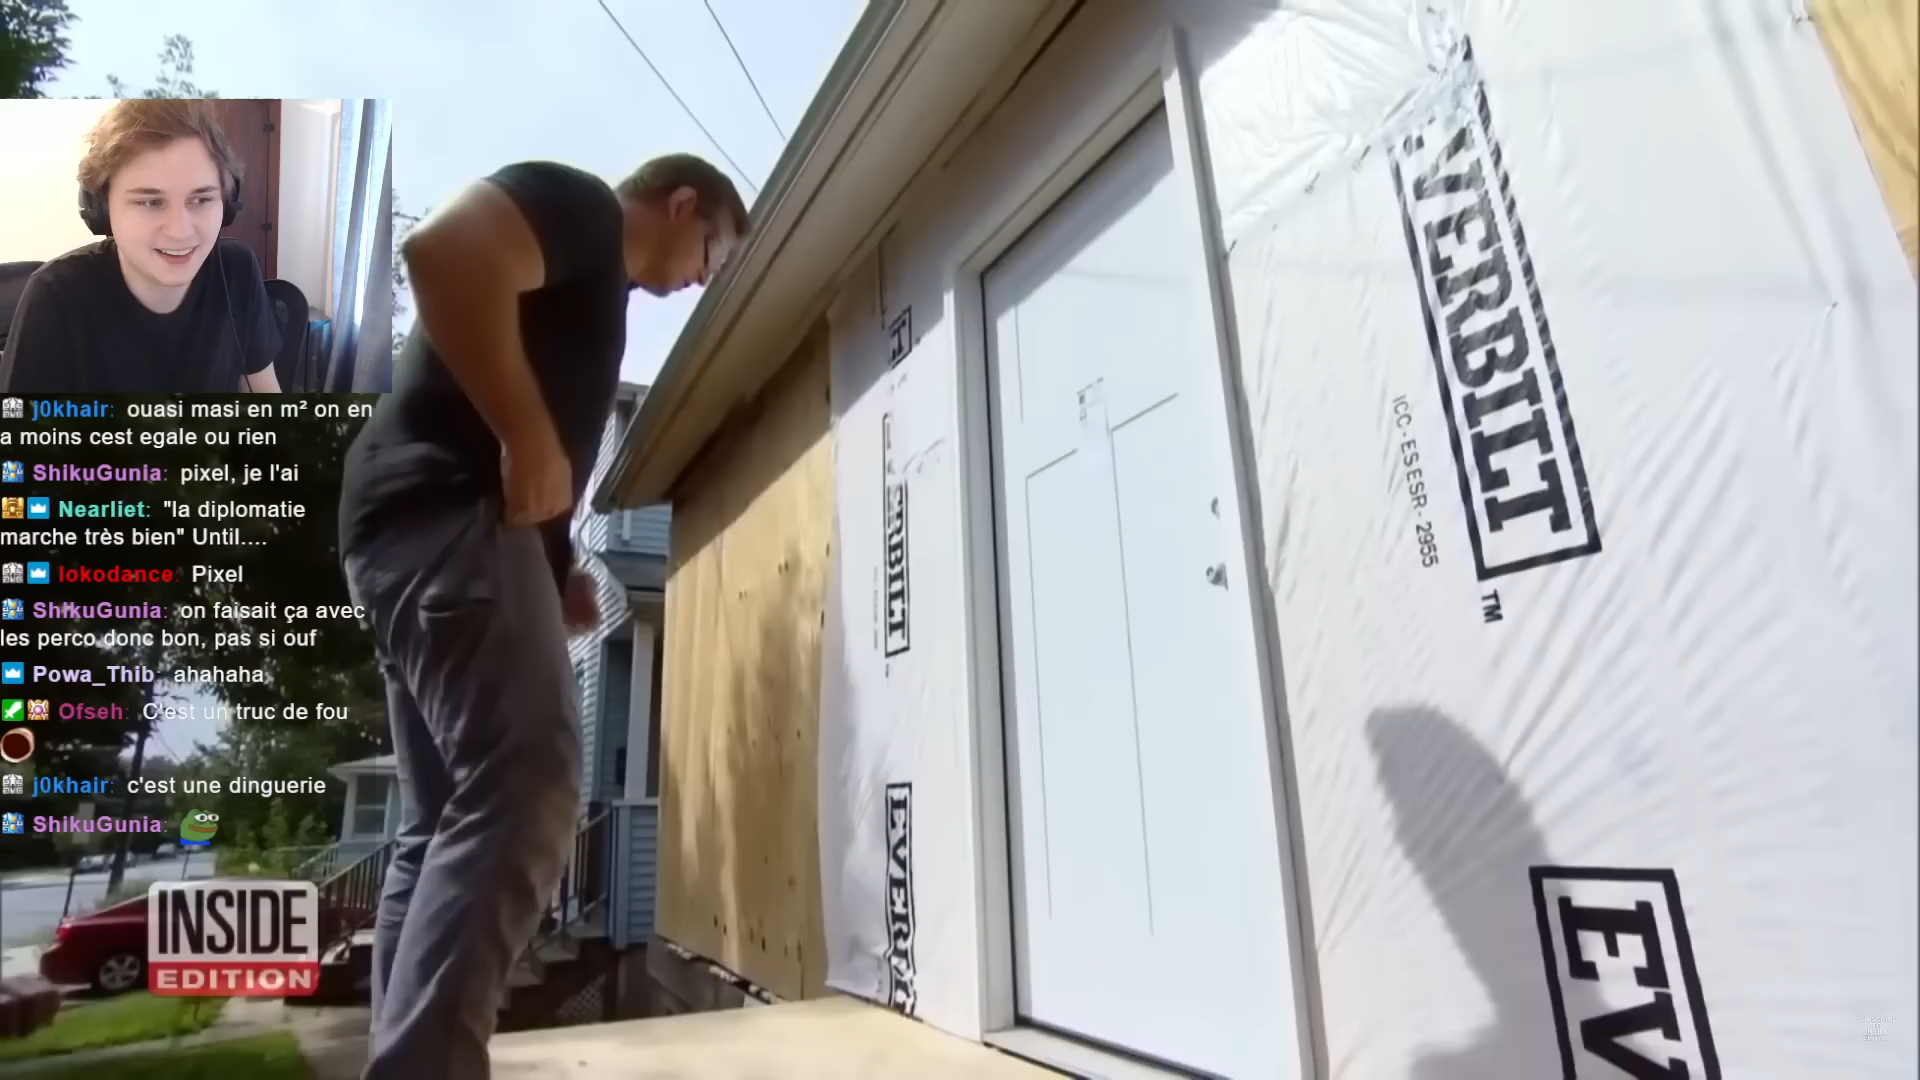 j0khair: ouasi masi en m² on en
a moins cest egale ou rien
ShikuGunia: pixel, je l'ai
Nearliet: "la diplomatie
marche très bien" Until....
lokodance: Pixel
ShikuGunia: on faisait ça avec
les perco donc bon, pas si ouf
Powa_Thib: ahahaha
Ofseh: C'est un truc de fou
j0khair: c'est une dinguerie
ShikuGunia:
INSIDE
EDITION
EVERBILT
TM
ICC-ES ESR-2955
ERBILT
EVERB
EV